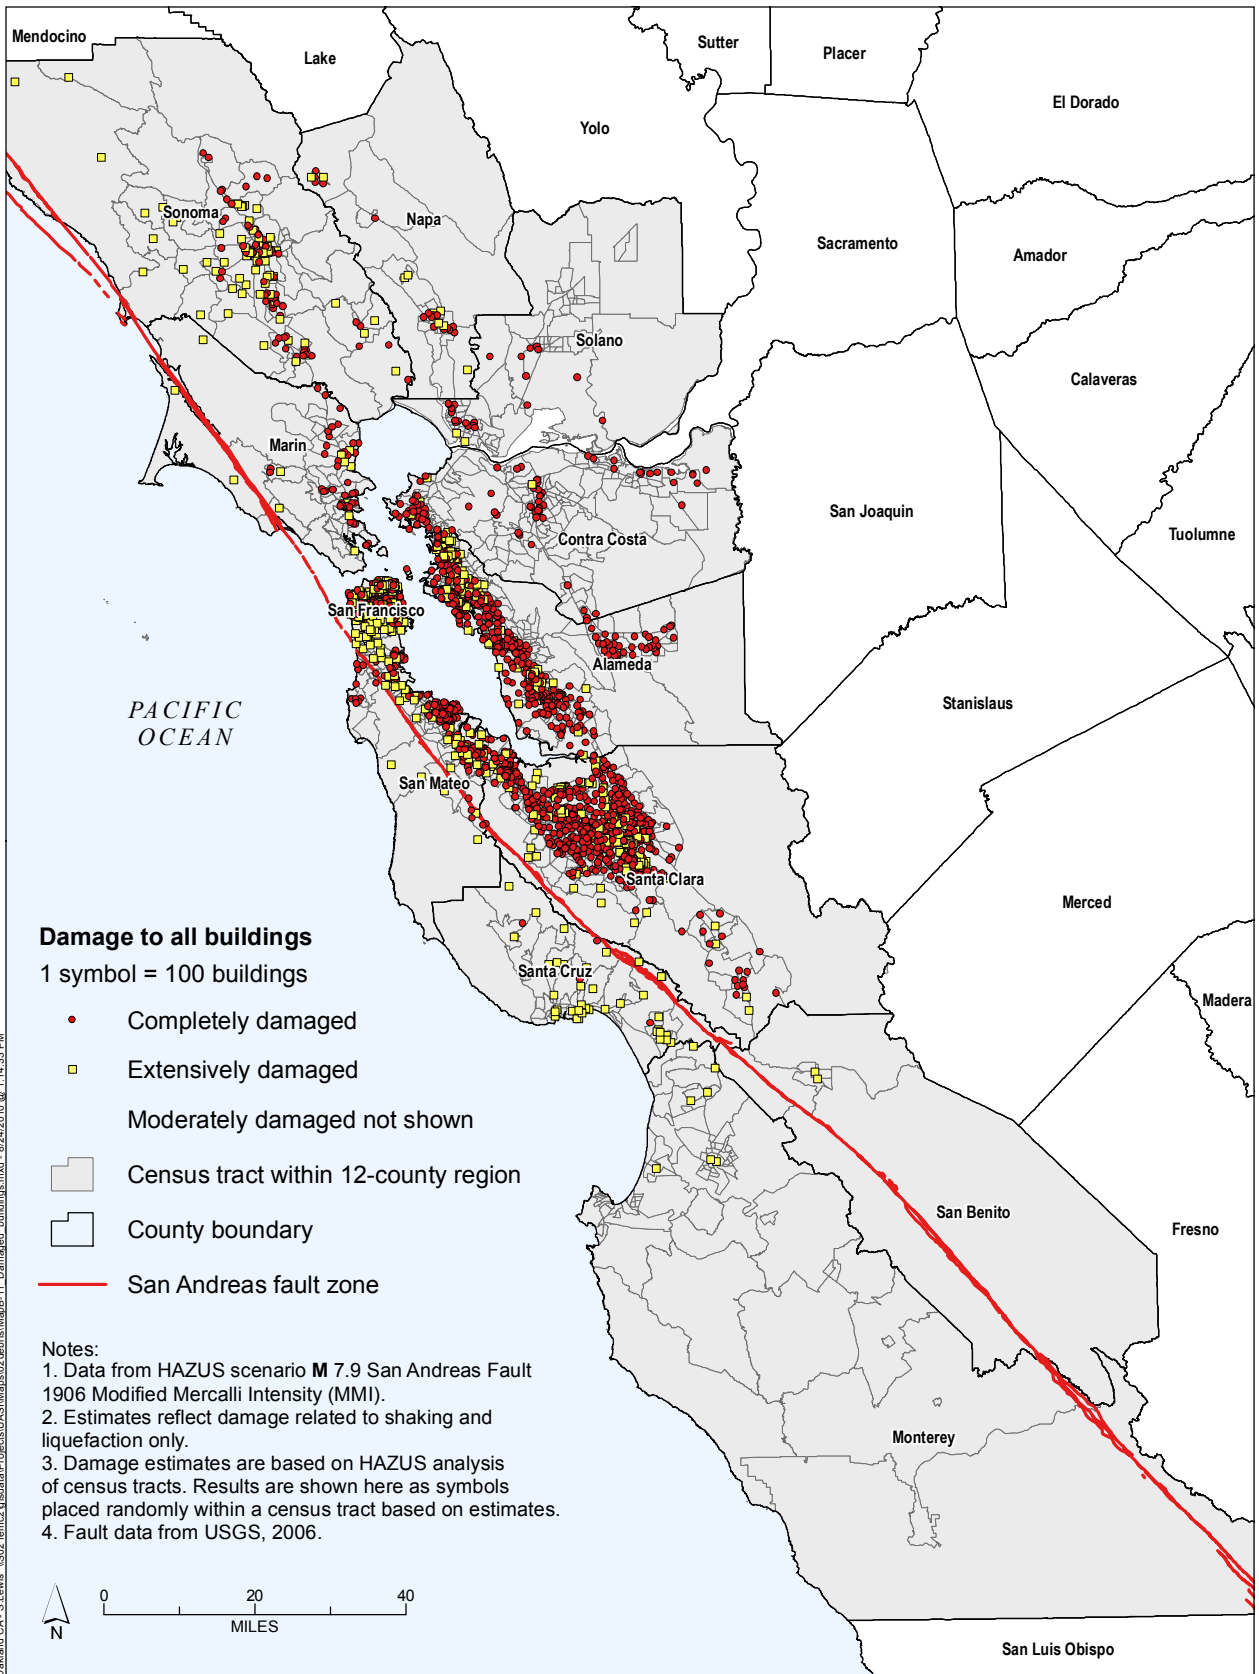 Mendocino
Lake
Sutter
Placer
El Dorado
Yolo
Sonoma
Napa
Sacramento
Amador
Solano
Calaveras
Marin
San Joaquin
Contra Costa
Tuolumne
San Francisco
Alameda
PACIFIC
OCEAN
Stanislaus
San Mateo
Santa Clara
Merced
Santa Cruz
Madera
San Benito
Fresno
Monterey
San Luis Obispo
Damage to all buildings
1 symbol = 100 buildings
Completely damaged
Extensively damaged
Moderately damaged not shown
Census tract within 12-county region
County boundary
San Andreas fault zone
Notes:
1. Data from HAZUS scenario M 7.9 San Andreas Fault
1906 Modified Mercalli Intensity (MMI).
2. Estimates reflect damage related to shaking and
liquefaction only.
3. Damage estimates are based on HAZUS analysis
of census tracts. Results are shown here as symbols
placed randomly within a census tract based on estimates.
4. Fault data from USGS, 2006.
N
0 20 40
MILES